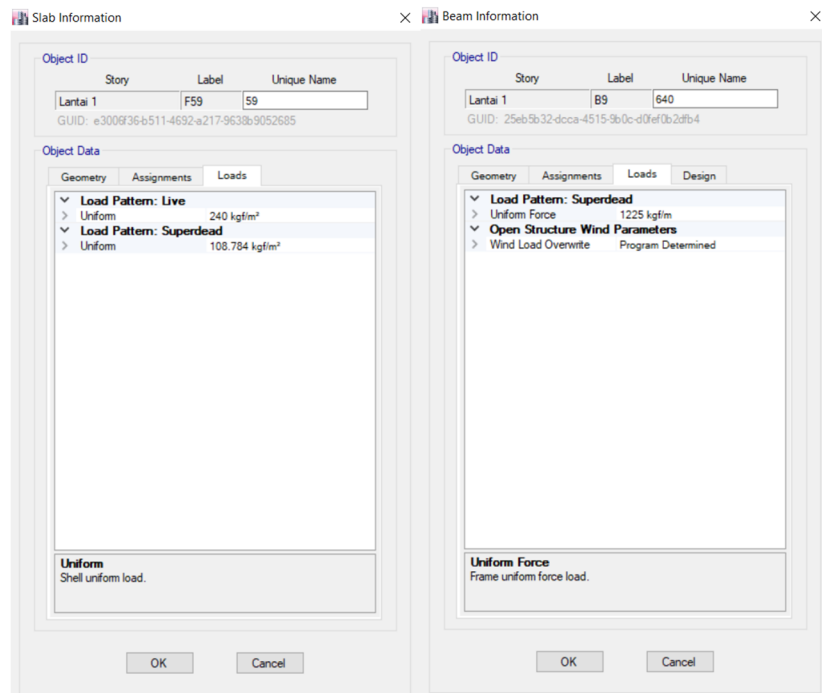 Slab Information
Object ID
Story Label Unique Name
Lantai 1 F59 59
GUID: e3006f36-b511-4692-a217-9638b9052685
Object Data
Geometry Assignments Loads
Load Pattern: Live
Uniform 240 kgf/m²
Load Pattern: Superdead
Uniform 108.784 kgf/m²
Uniform
Shell uniform load.
OK Cancel
Beam Information
Object ID
Story Label Unique Name
Lantai 1 B9 640
GUID: 25eb5b32-dcca-4515-9b0c-d0fef0b2dfb4
Object Data
Geometry Assignments Loads Design
Load Pattern: Superdead
Uniform Force 1225 kgf/m
Open Structure Wind Parameters
Wind Load Overwrite Program Determined
Uniform Force
Frame uniform force load.
OK Cancel